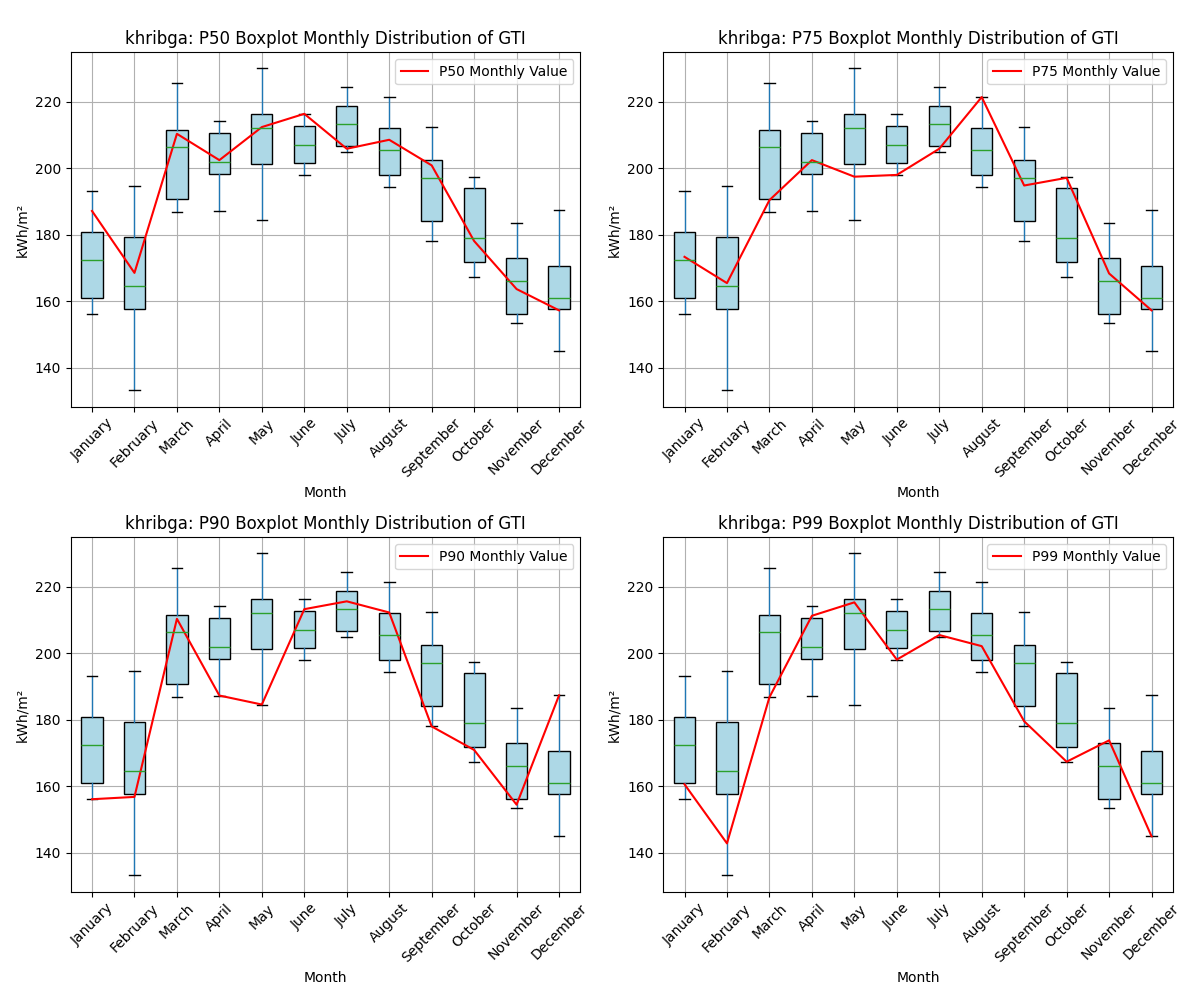 khribga: P50 Boxplot Monthly Distribution of GTI
P50 Monthly Value
220
200
180
160
140
kWh/m²
January
February
March
April
May
June
July
August
September
October
November
December
Month
khribga: P75 Boxplot Monthly Distribution of GTI
P75 Monthly Value
220
200
180
160
140
kWh/m²
January
February
March
April
May
June
July
August
September
October
November
December
Month
khribga: P90 Boxplot Monthly Distribution of GTI
P90 Monthly Value
220
200
180
160
140
kWh/m²
January
February
March
April
May
June
July
August
September
October
November
December
Month
khribga: P99 Boxplot Monthly Distribution of GTI
P99 Monthly Value
220
200
180
160
140
kWh/m²
January
February
March
April
May
June
July
August
September
October
November
December
Month